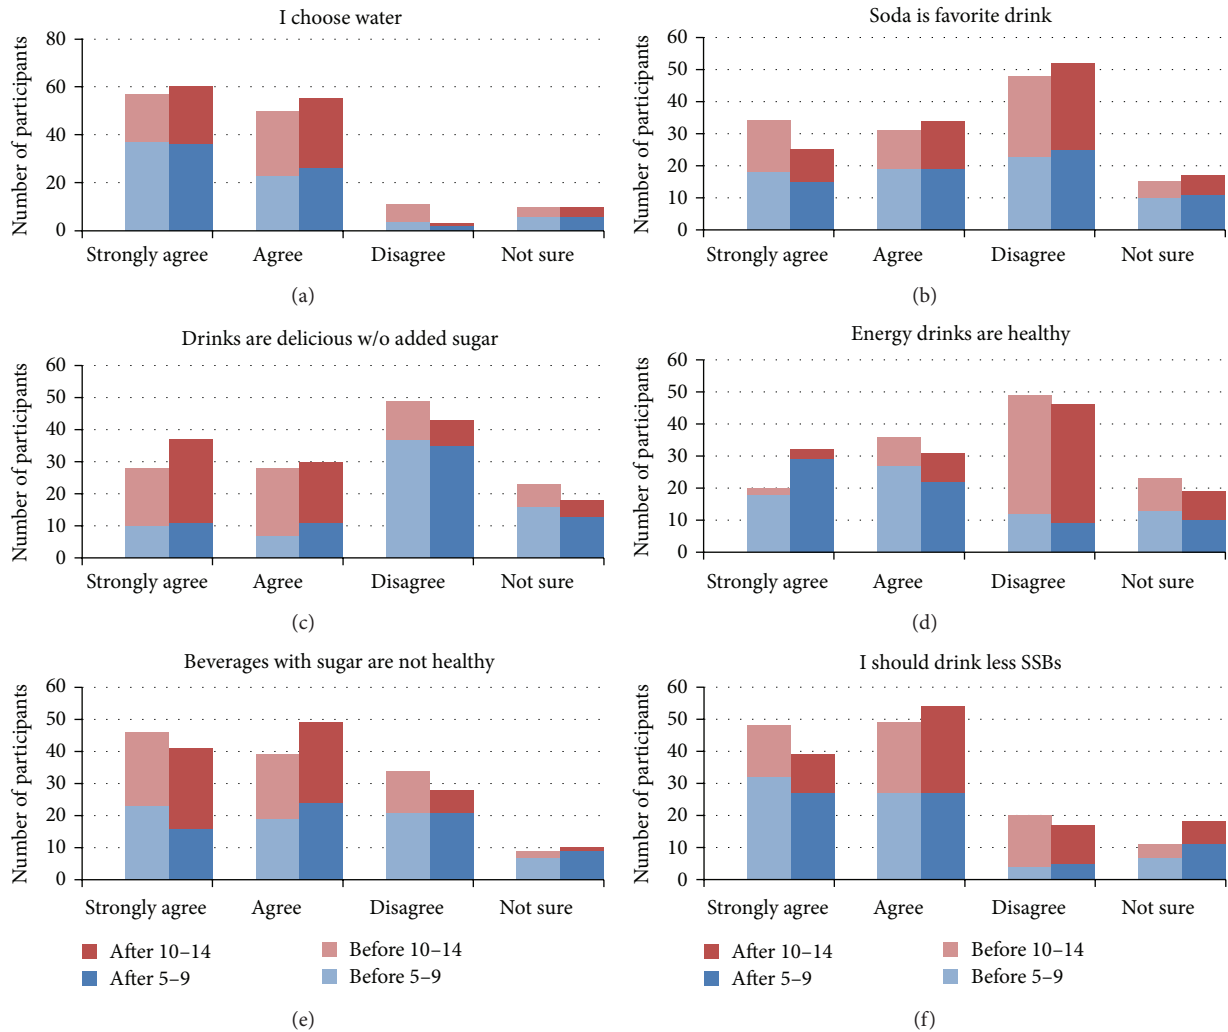 I choose water
Number of participants
80
60
40
20
0
Strongly agree Agree Disagree Not sure
(a)
Soda is favorite drink
Number of participants
60
50
40
30
20
10
0
Strongly agree Agree Disagree Not sure
(b)
Drinks are delicious w/o added sugar
Number of participants
60
50
40
30
20
10
0
Strongly agree Agree Disagree Not sure
(c)
Energy drinks are healthy
Number of participants
60
50
40
30
20
10
0
Strongly agree Agree Disagree Not sure
(d)
Beverages with sugar are not healthy
Number of participants
60
50
40
30
20
10
0
Strongly agree Agree Disagree Not sure
After 10–14 Before 10–14
After 5–9 Before 5–9
(e)
I should drink less SSBs
Number of participants
60
50
40
30
20
10
0
Strongly agree Agree Disagree Not sure
After 10–14 Before 10–14
After 5–9 Before 5–9
(f)